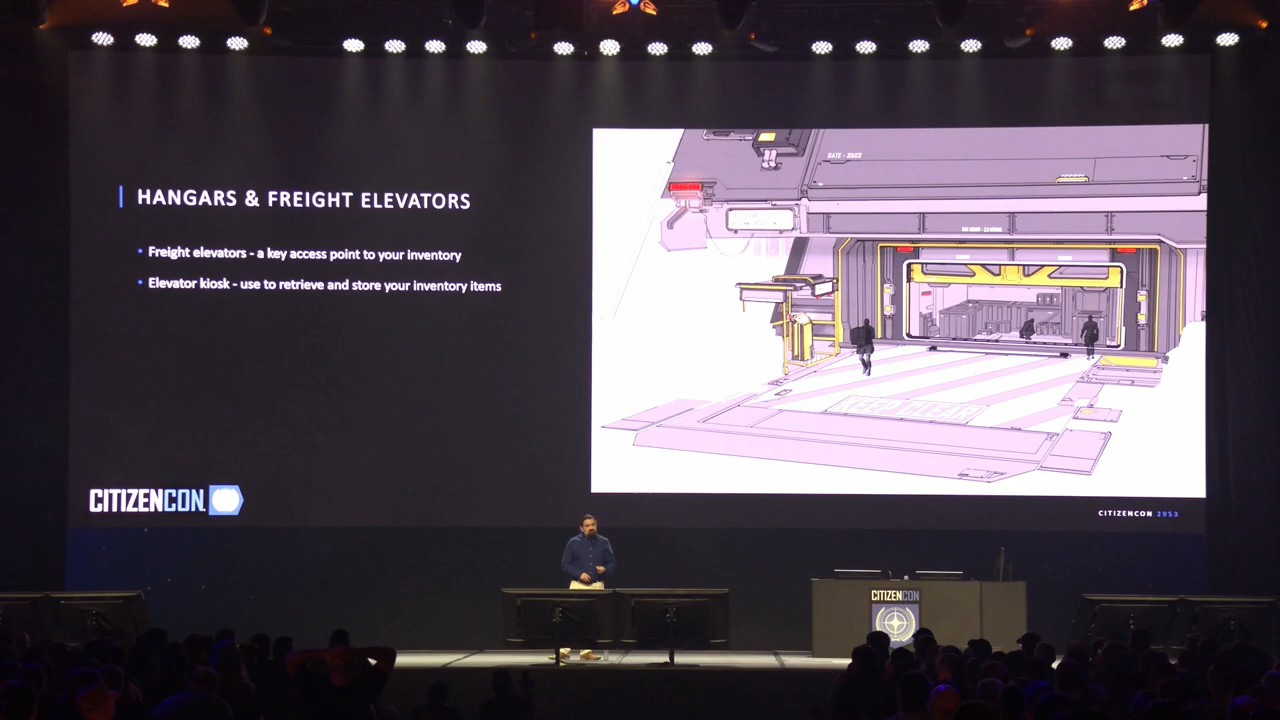 HANGARS & FREIGHT ELEVATORS
• Freight elevators - a key access point to your inventory
• Elevator kiosk - use to retrieve and store your inventory items
GATE - 3503
KEEP CLEAR
CITIZENCON
CITIZENCON 2953
CITIZENCON